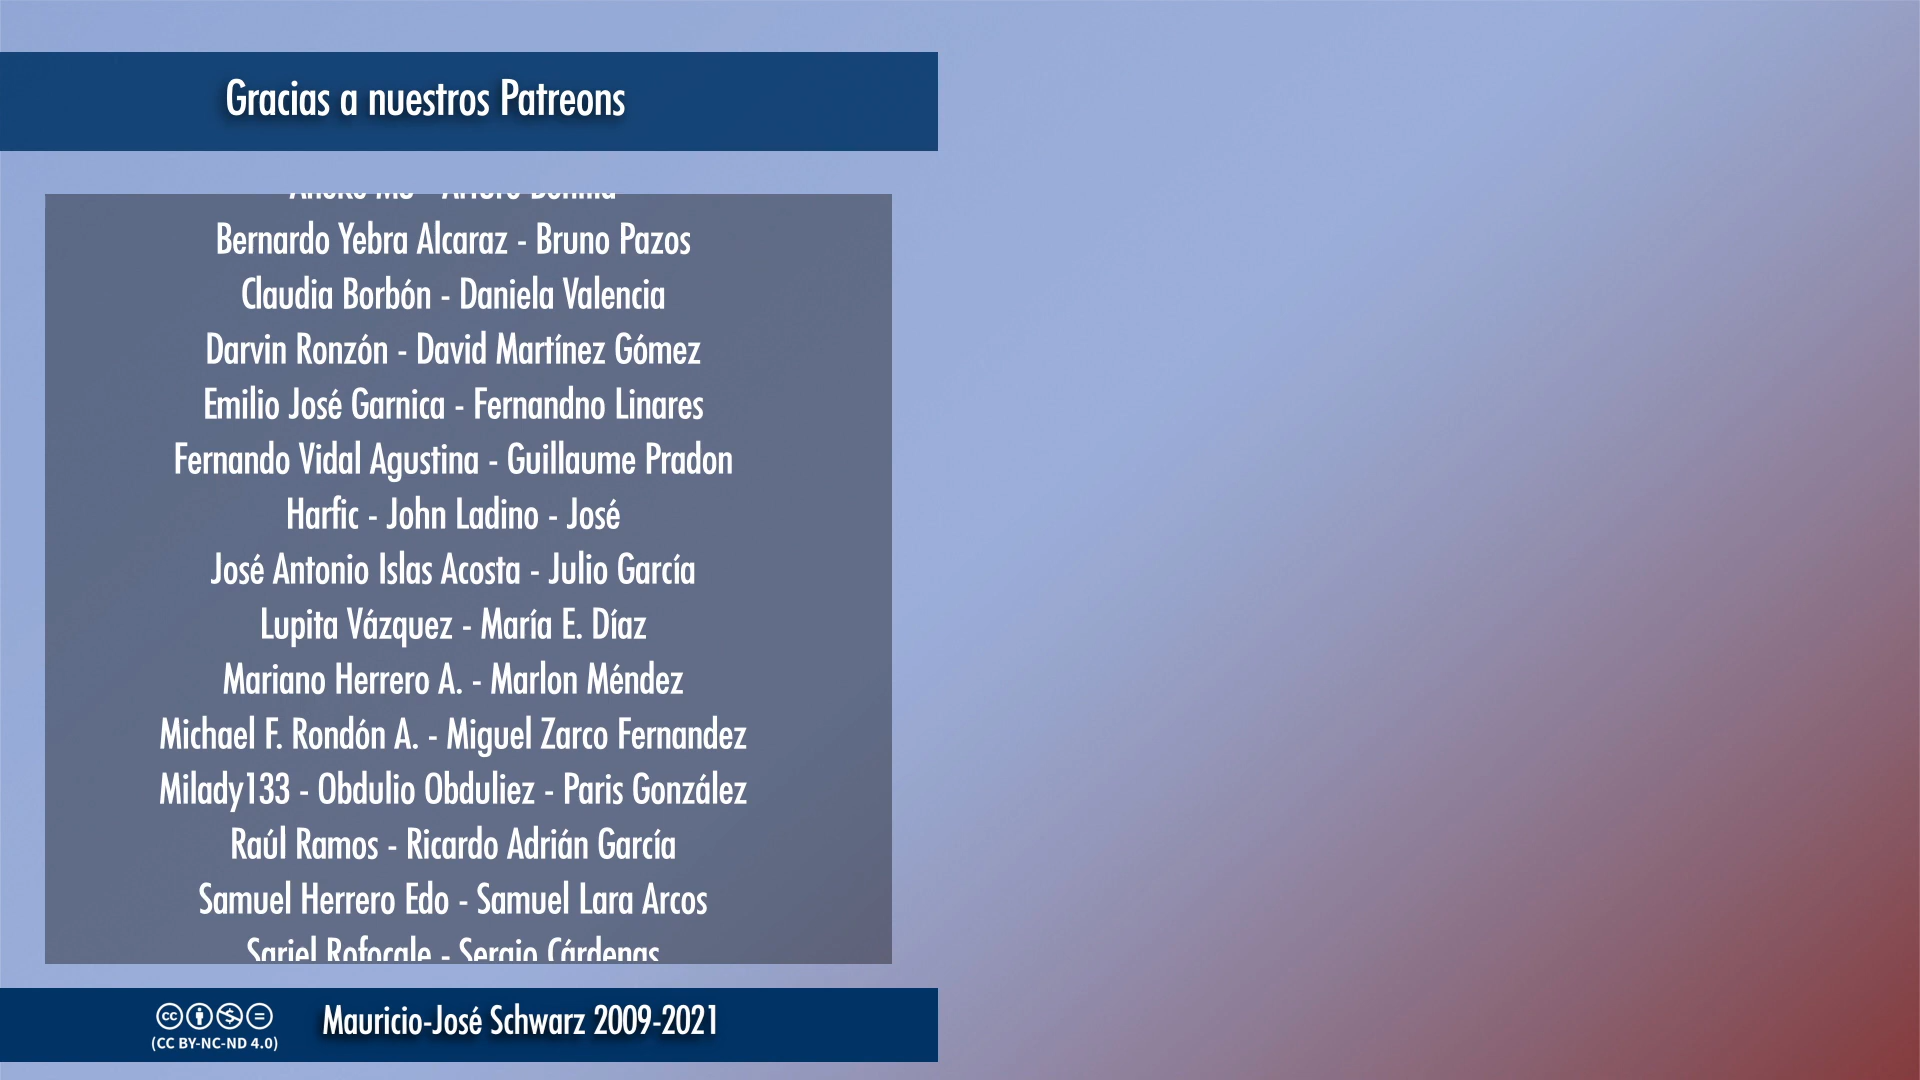 Gracias a nuestros Patreons
Bernardo Yebra Alcaraz - Bruno Pazos
Claudia Borbón - Daniela Valencia
Darvin Ronzón - David Martínez Gómez
Emilio José Garnica - Fernandno Linares
Fernando Vidal Agustina - Guillaume Pradon
Harfic - John Ladino - José
José Antonio Islas Acosta - Julio García
Lupita Vázquez - María E. Díaz
Mariano Herrero A. - Marlon Méndez
Michael F. Rondón A. - Miguel Zarco Fernandez
Milady133 - Obdulio Obduliez - Paris González
Raúl Ramos - Ricardo Adrián García
Samuel Herrero Edo - Samuel Lara Arcos
Sariel Rofocale - Sergio Cárdenas
Mauricio-José Schwarz 2009-2021
(CC BY-NC-ND 4.0)